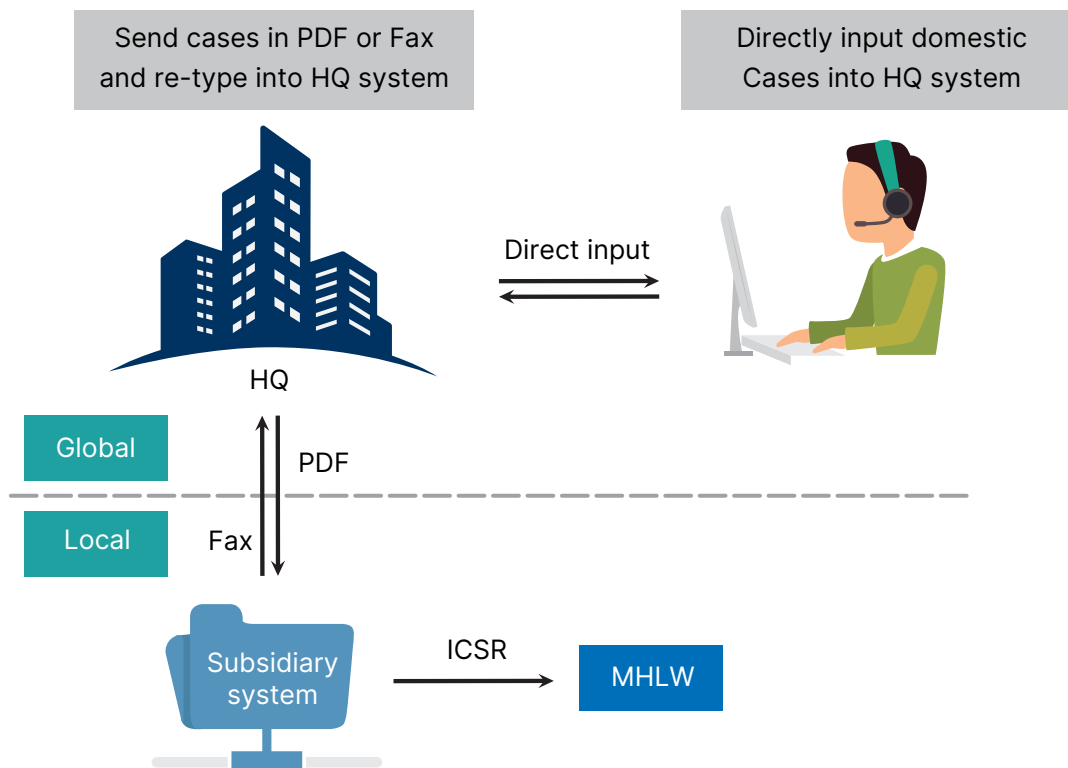 Send cases in PDF or Fax
and re-type into HQ system
Directly input domestic
Cases into HQ system
Direct input
HQ
Global
PDF
Local
Fax
Subsidiary
system
ICSR
MHLW